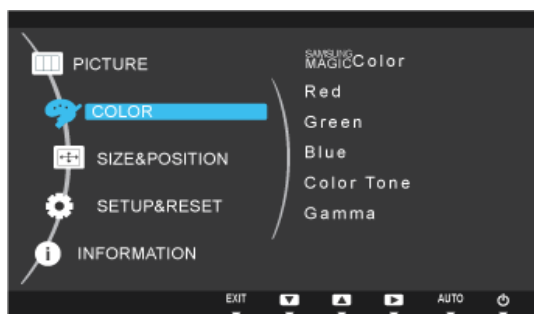 PICTURE
COLOR
SIZE&POSITION
SETUP&RESET
INFORMATION
SAMSUNG
MAGIC Color
Red
Green
Blue
Color Tone
Gamma
EXIT AUTO